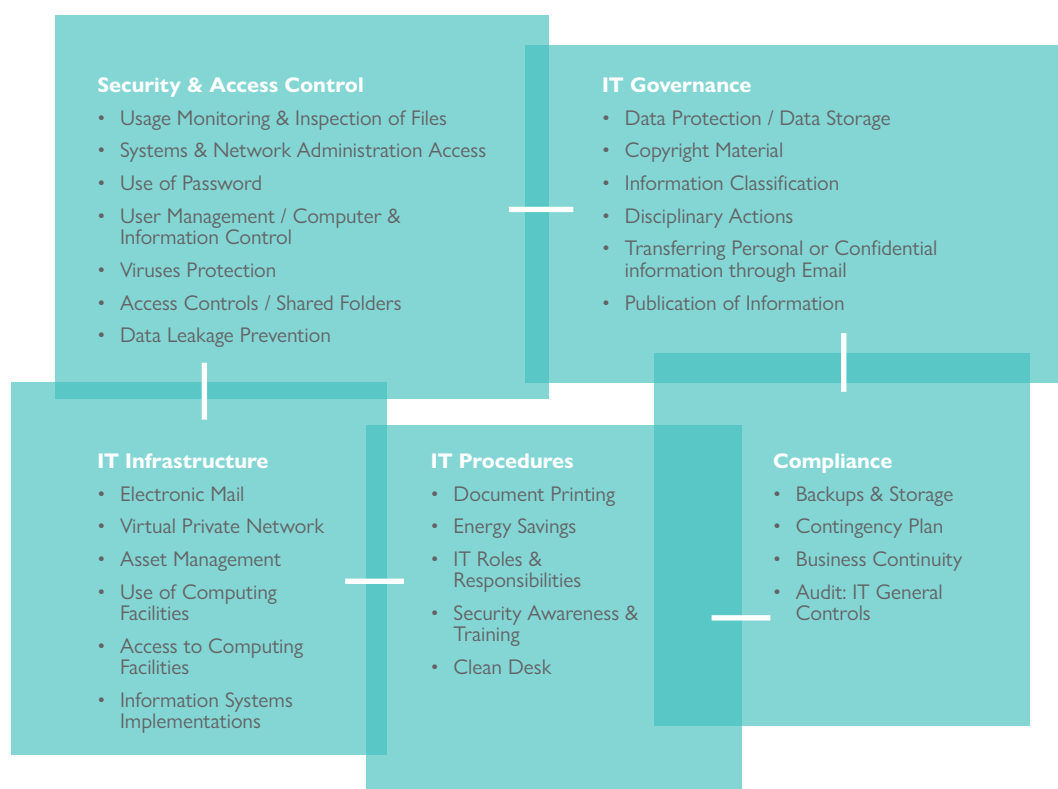 Security & Access Control
• Usage Monitoring & Inspection of Files
• Systems & Network Administration Access
• Use of Password
• User Management / Computer &
Information Control
• Viruses Protection
• Access Controls / Shared Folders
• Data Leakage Prevention
IT Governance
• Data Protection / Data Storage
• Copyright Material
• Information Classification
• Disciplinary Actions
• Transferring Personal or Confidential
information through Email
• Publication of Information
IT Infrastructure
• Electronic Mail
• Virtual Private Network
• Asset Management
• Use of Computing
Facilities
• Access to Computing
Facilities
• Information Systems
Implementations
IT Procedures
• Document Printing
• Energy Savings
• IT Roles &
Responsibilities
• Security Awareness &
Training
• Clean Desk
Compliance
• Backups & Storage
• Contingency Plan
• Business Continuity
• Audit: IT General
Controls